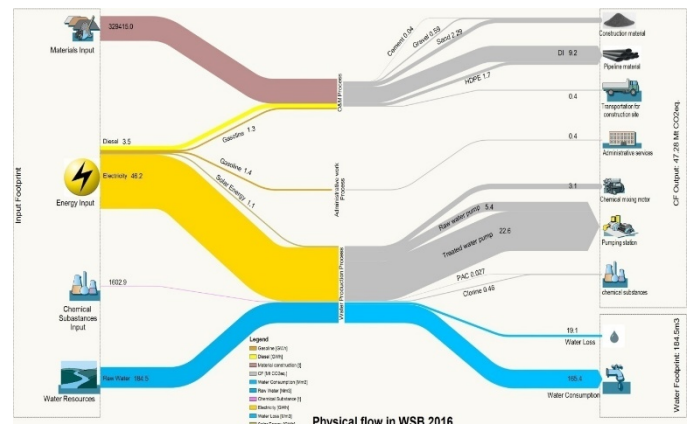 329415.0
Materials Input
Diesel 3.5
Gasoline 1.3
Electricity 48.2
Gasoline 1.4
Solar Energy 1.1
Energy Input
Input Footprint
1602.9
Chemical
Subastances
Input
Raw Water 184.5
Water Resources
O&M Process
Administrative work
Process
Water Production Process
Cement 0.04
Gravel 0.59
Sand 2.29
DI 9.2
HDPE 1.7
0.4
0.4
3.1
Raw water pump 5.4
Treated water pump 22.6
PAC 0.027
Clorine 0.46
19.1
Water Loss
165.4
Water Consumption
Construction material
Pipeline material
Transportation for
construction site
Administrative services
Chemical mixing motor
Pumping station
chemical substances
CF Output: 47.28 Mt CO2eq.
Water Footprint: 184.5m3
Legend
Gasoline [GWh]
Diesel [GWh]
Material construction [t]
CF [Mt CO2eq]
Water Consumption [Mm3]
Raw Water [Mm3]
Chemical Substance [t]
Electricity [GWh]
Water Loss [Mm3]
Physical flow in WSB 2016